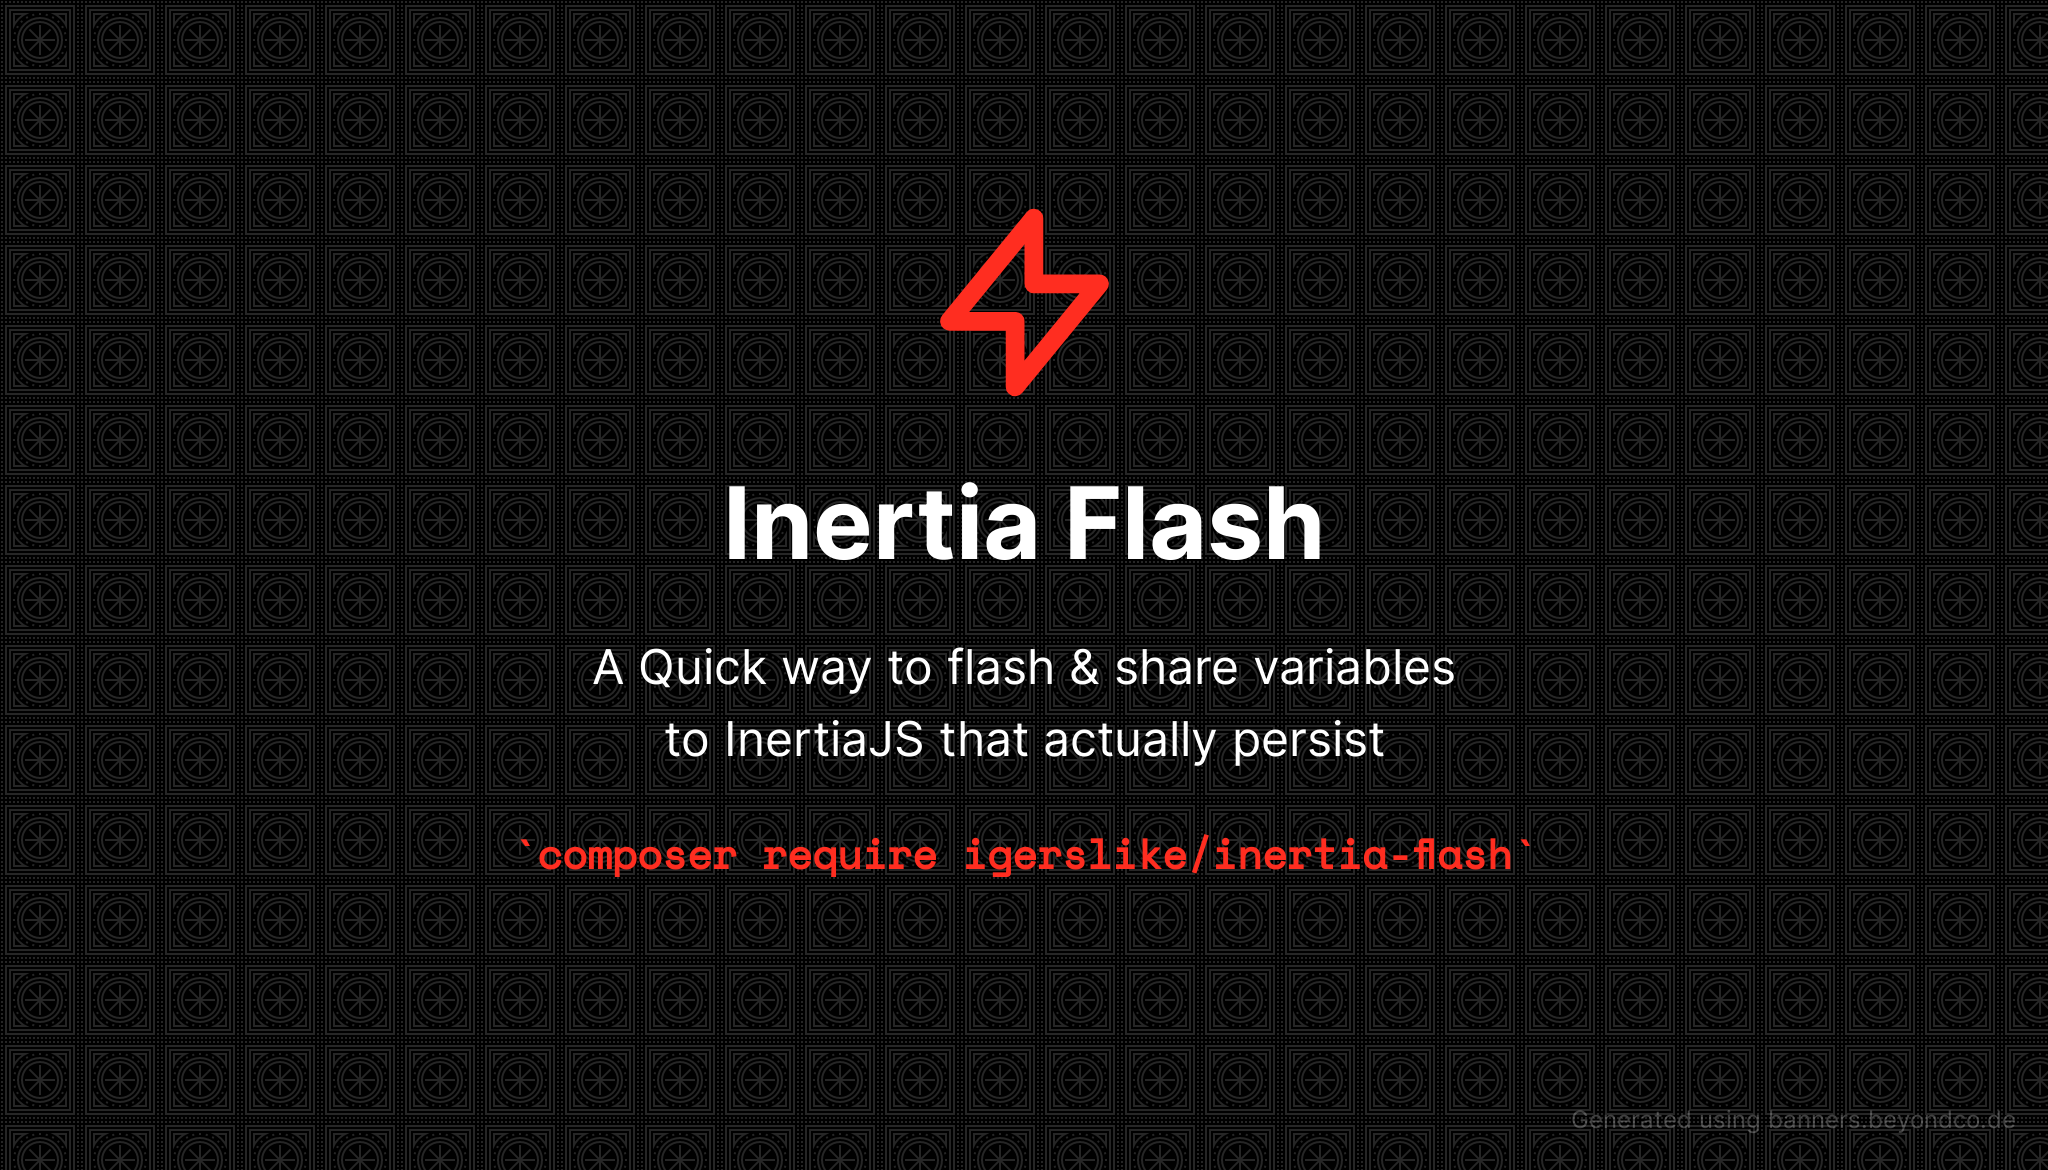 Inertia Flash
A Quick way to flash & share variables
to InertiaJS that actually persist
`composer require igerslike/inertia-flash`
Generated using banners.beyondco.de